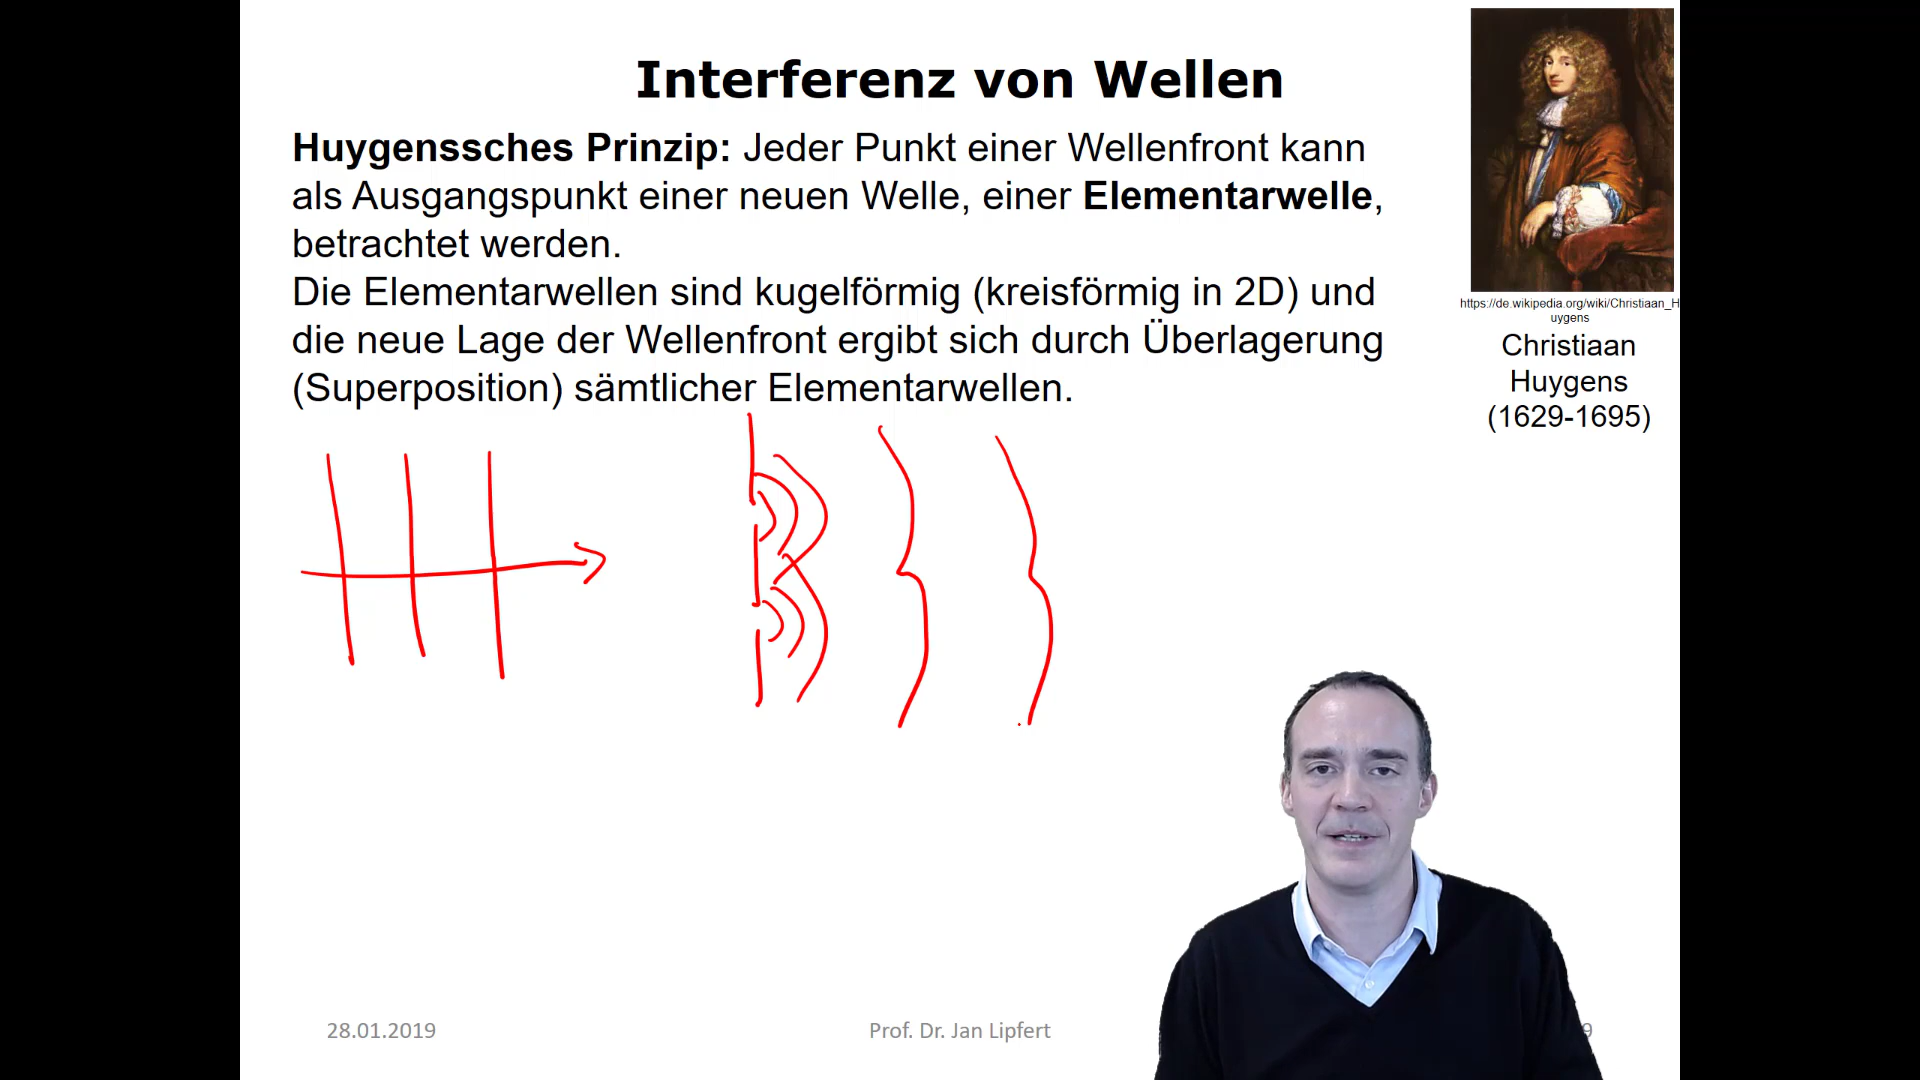 Interferenz von Wellen
Huygenssches Prinzip: Jeder Punkt einer Wellenfront kann
als Ausgangspunkt einer neuen Welle, einer Elementarwelle,
betrachtet werden.
Die Elementarwellen sind kugelförmig (kreisförmig in 2D) und
die neue Lage der Wellenfront ergibt sich durch Überlagerung
(Superposition) sämtlicher Elementarwellen.
https://de.wikipedia.org/wiki/Christiaan_H
uygens
Christiaan
Huygens
(1629-1695)
28.01.2019
Prof. Dr. Jan Lipfert